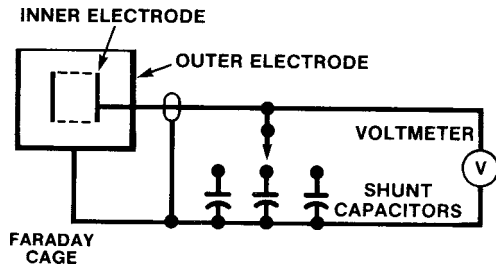 INNER ELECTRODE
OUTER ELECTRODE
VOLTMETER
V
SHUNT
CAPACITORS
FARADAY
CAGE